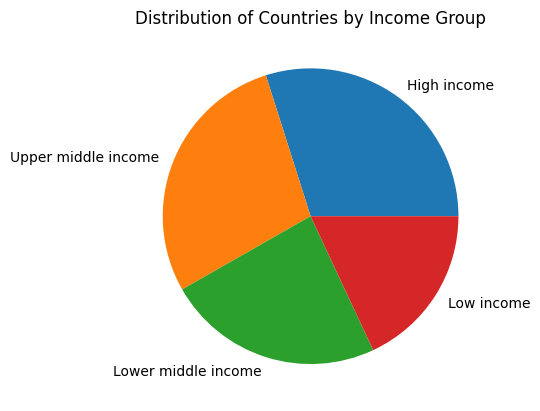 Distribution of Countries by Income Group
High income
Upper middle income
Low income
Lower middle income